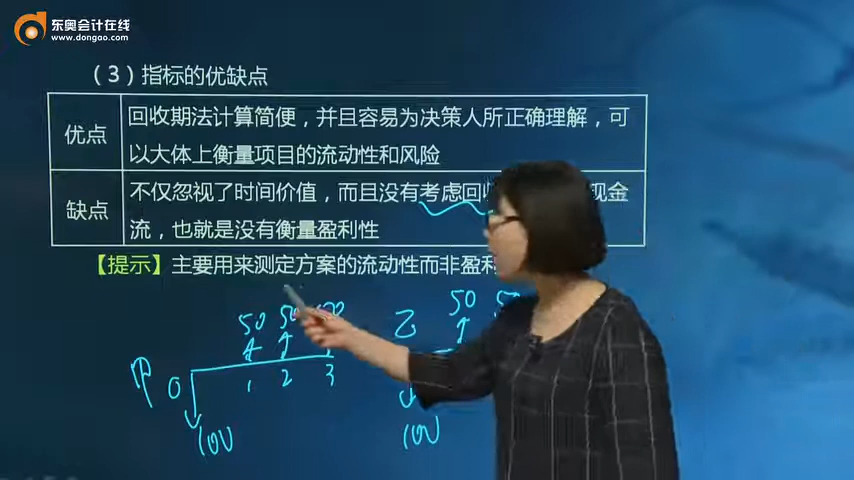 东奥会计在线
www.dongao.com
（3）指标的优缺点
优点
回收期法计算简便，并且容易为决策人所正确理解，可
以大体上衡量项目的流动性和风险
缺点
不仅忽视了时间价值，而且没有考虑回 现金
流，也就是没有衡量盈利性
【提示】主要用来测定方案的流动性而非盈
50 50
50
乙
甲 0
1 2 3
100
100